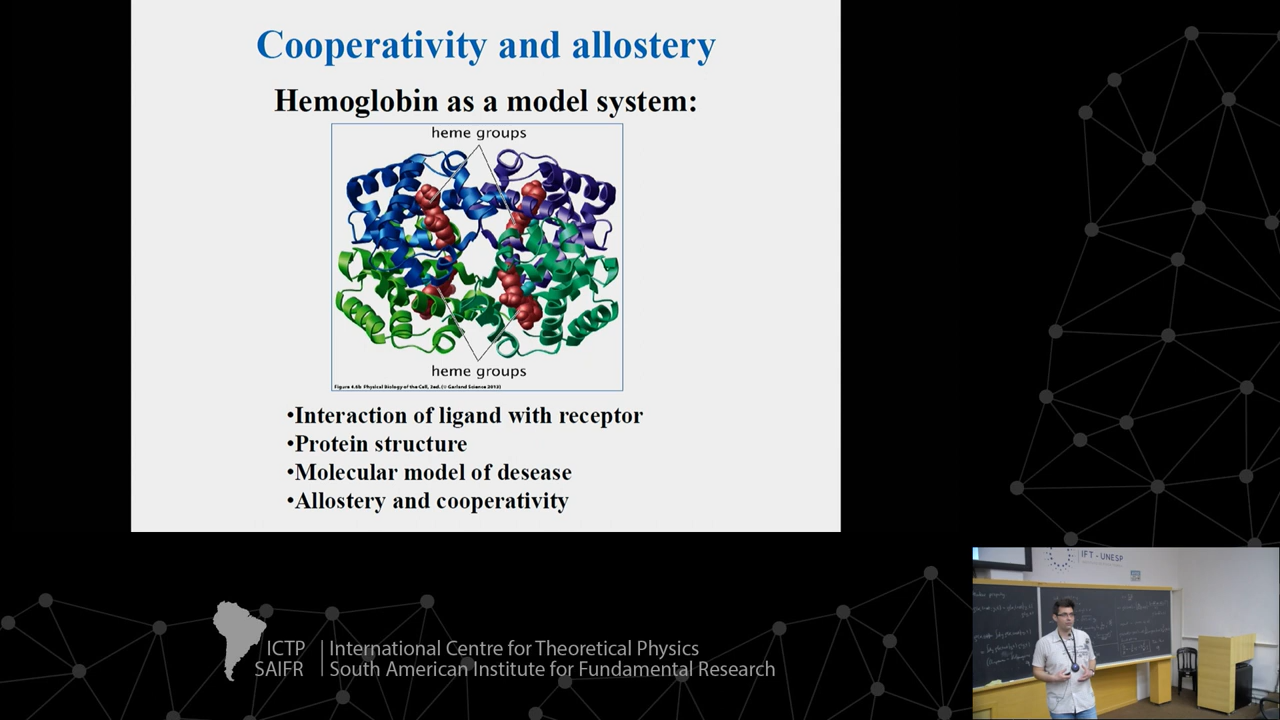 Cooperativity and allostery
Hemoglobin as a model system:
heme groups
heme groups
Figure 4.6b Physical Biology of the Cell, 2ed. (© Garland Science 2013)
•Interaction of ligand with receptor
•Protein structure
•Molecular model of desease
•Allostery and cooperativity
ICTP | International Centre for Theoretical Physics
SAIFR | South American Institute for Fundamental Research
IFT - UNESP